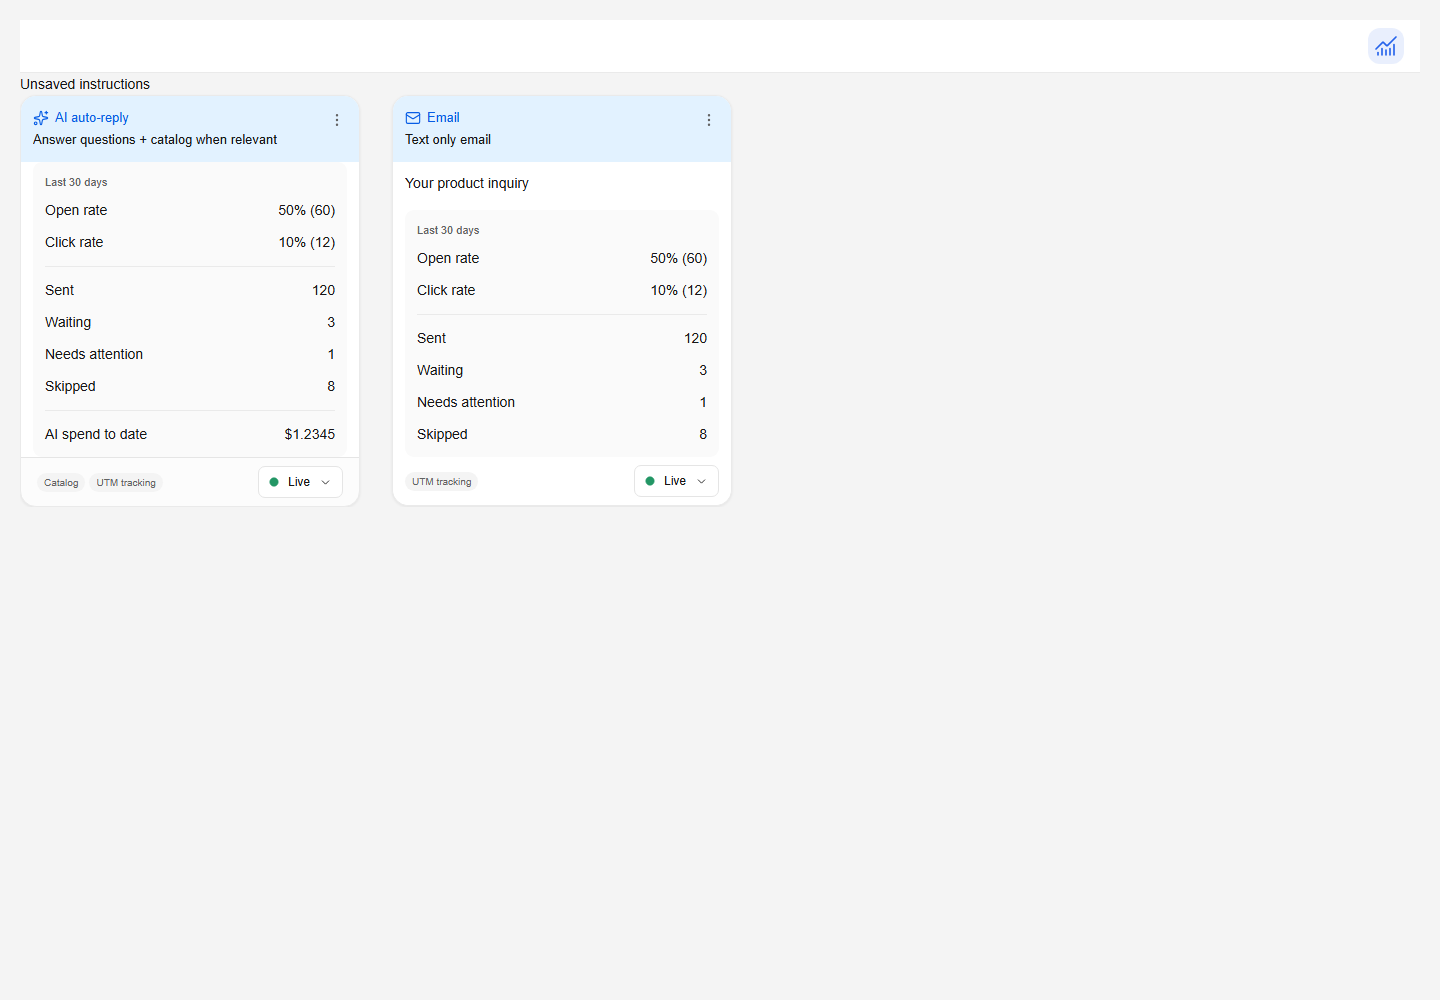 Unsaved instructions
AI auto-reply
Answer questions + catalog when relevant
Last 30 days
Open rate 50% (60)
Click rate 10% (12)
Sent 120
Waiting 3
Needs attention 1
Skipped 8
AI spend to date $1.2345
Catalog UTM tracking Live
Email
Text only email
Your product inquiry
Last 30 days
Open rate 50% (60)
Click rate 10% (12)
Sent 120
Waiting 3
Needs attention 1
Skipped 8
UTM tracking Live